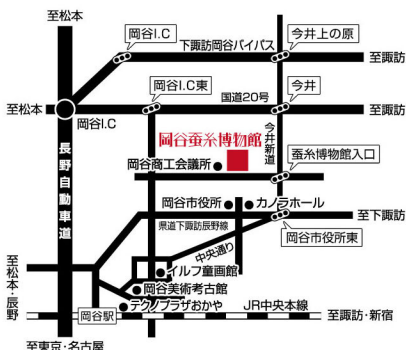 至松本
岡谷I.C
下諏訪岡谷バイパス
今井上の原
至諏訪
岡谷I.C東
国道20号
今井
至松本
至諏訪
岡谷I.C
長野自動車道
岡谷蚕糸博物館
今井新道
岡谷商工会議所
蚕糸博物館入口
岡谷市役所
カノラホール
県道下諏訪辰野線
至下諏訪
中央通り
岡谷市役所東
至松本・辰野
イルフ童画館
岡谷美術考古館
テクノプラザおかや
岡谷駅
JR中央本線
至諏訪・新宿
至東京・名古屋